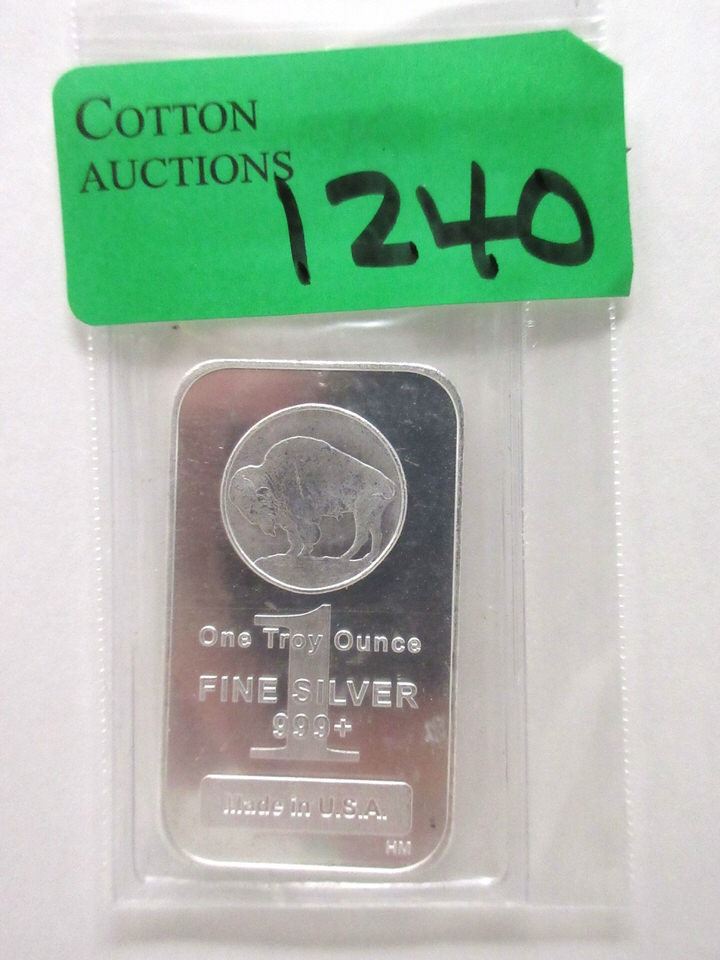 COTTON
AUCTIONS
1240
1
One Troy Ounce
FINE SILVER
999+
Made in U.S.A.
HM